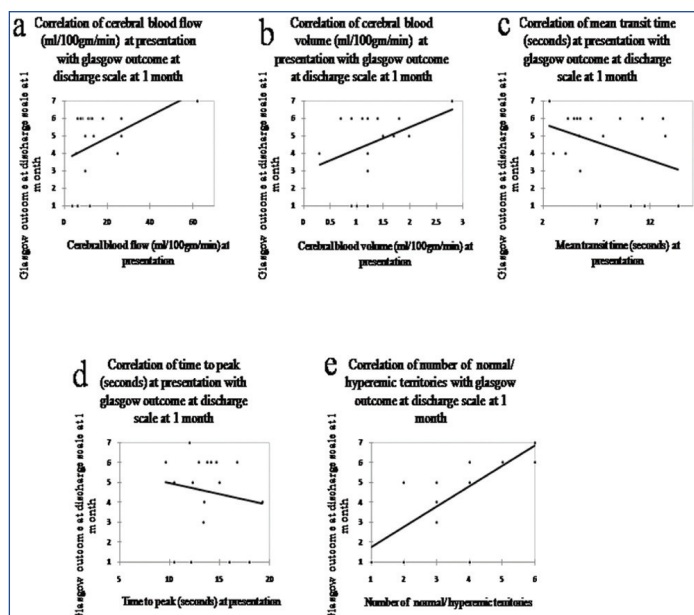 a
Correlation of cerebral blood flow
(ml/100gm/min) at presentation
with glasgow outcome at
discharge scale at 1 month
Glasgow outcome at discharge scale at 1
month
7
6
5
4
3
2
1
0
20
40
60
Cerebral blood flow (ml/100gm/min) at
presentation
b
Correlation of cerebral blood
volume (ml/100gm/min) at
presentation with glasgow outcome
at discharge scale at 1 month
Glasgow outcome at discharge scale at 1
month
7
6
5
4
3
2
1
0
0.5
1
1.5
2
2.5
3
Cerebral blood volume (ml/100gm/min) at
presentation
c
Correlation of mean transit time
(seconds) at presentation with
glasgow outcome at discharge
scale at 1 month
Glasgow outcome at discharge scale at 1
month
7
6
5
4
3
2
1
2
7
12
Mean transit time (seconds) at
presentation
d
Correlation of time to peak
(seconds) at presentation with
glasgow outcome at discharge
scale at 1 month
Glasgow outcome at discharge scale at 1
month
7
6
5
4
3
2
1
5
10
15
20
Time to peak (seconds) at presentation
e
Correlation of number of normal/
hyperemic territories with glasgow
outcome at discharge scale at 1
month
Glasgow outcome at discharge scale at 1
month
7
6
5
4
3
2
1
1
2
3
4
5
6
Number of normal/hyperemic territories